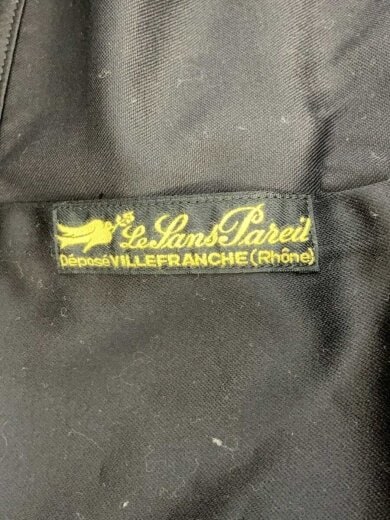 Le Sans Pareil
Déposé VILLEFRANCHE (Rhône)